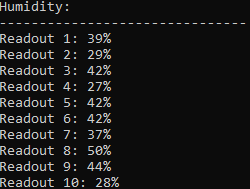 Humidity:
-------------------------------
Readout 1: 39%
Readout 2: 29%
Readout 3: 42%
Readout 4: 27%
Readout 5: 42%
Readout 6: 42%
Readout 7: 37%
Readout 8: 50%
Readout 9: 44%
Readout 10: 28%